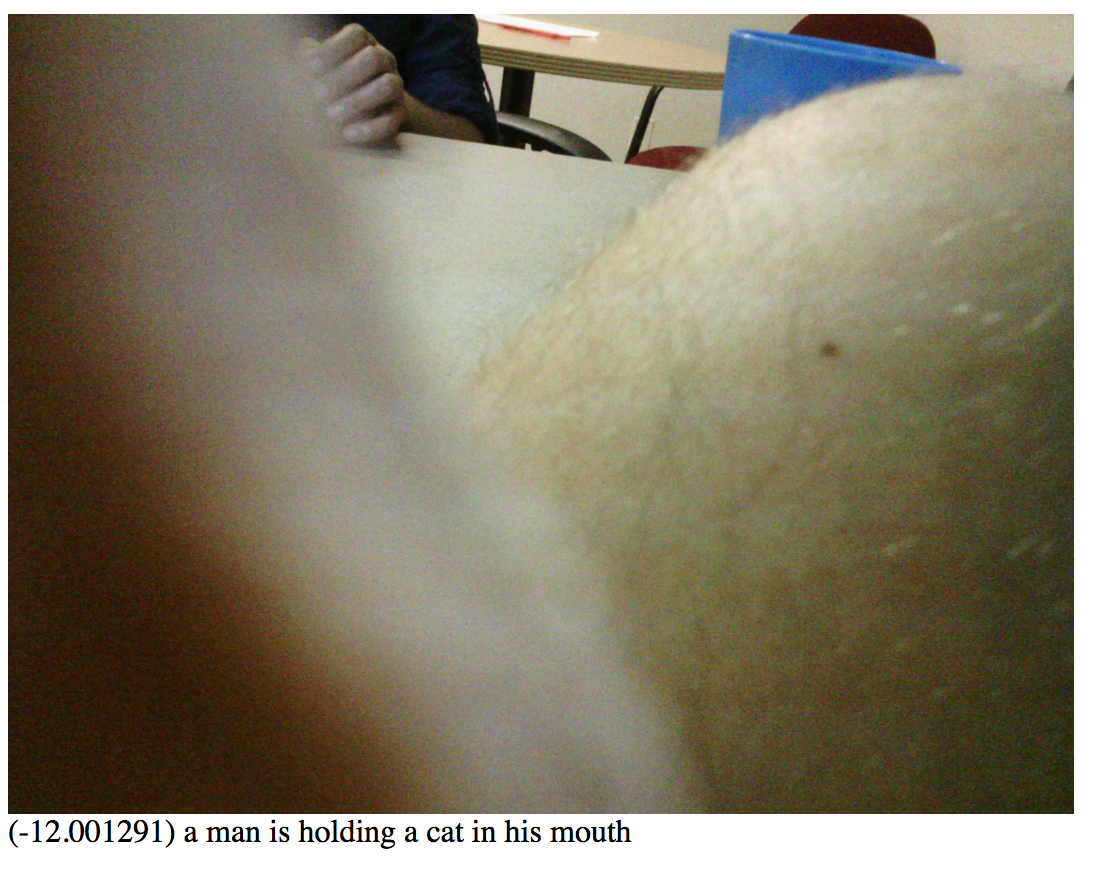 (-12.001291) a man is holding a cat in his mouth